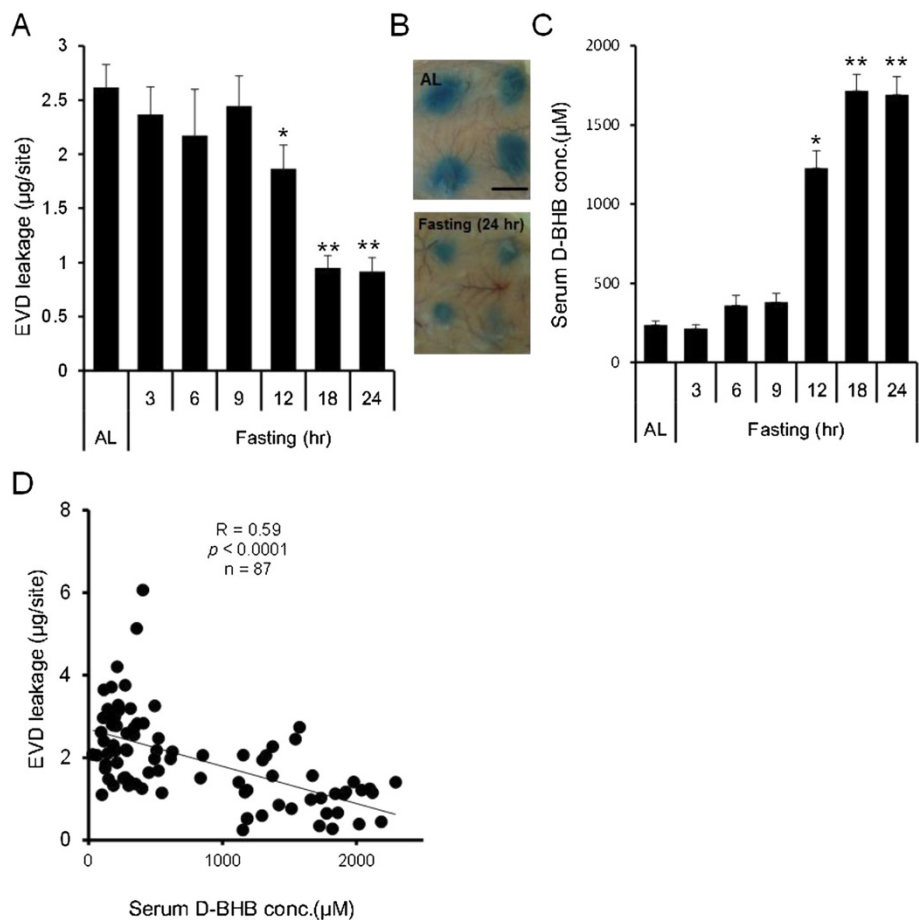 A
EVD leakage (µg/site)
3
2.5
2
1.5
1
0.5
0
*
**
**
3 6 9 12 18 24
AL Fasting (hr)
B
AL
Fasting (24 hr)
C
Serum D-BHB conc.(µM)
2000
1500
1000
500
0
*
**
**
3 6 9 12 18 24
AL Fasting (hr)
D
EVD leakage (µg/site)
8
6
4
2
0
R = 0.59
p < 0.0001
n = 87
0 1000 2000
Serum D-BHB conc.(µM)